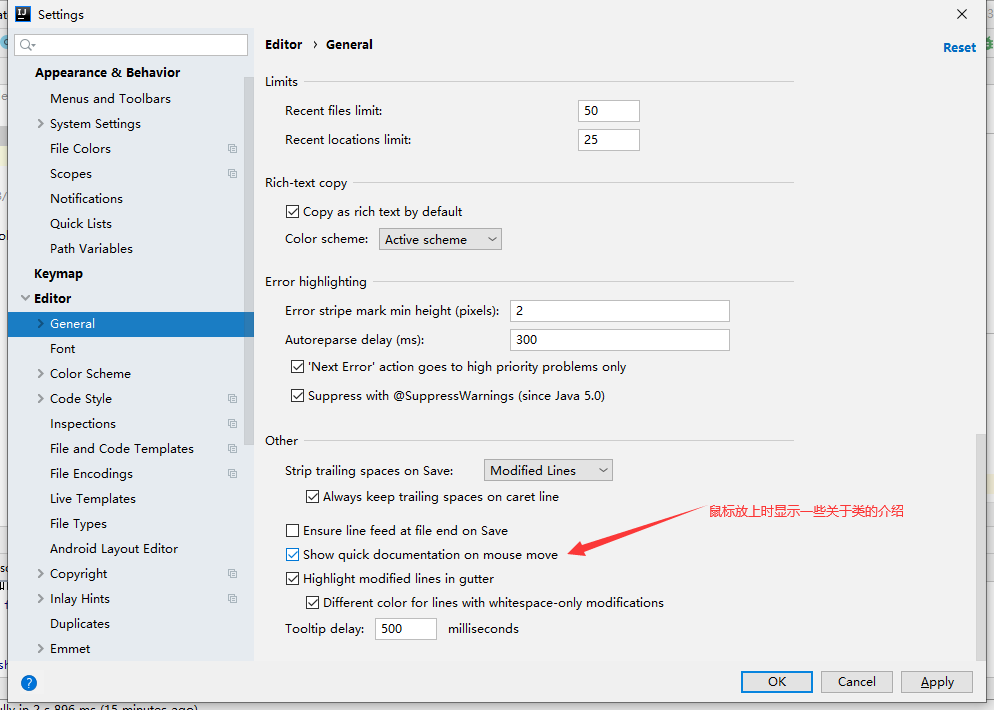 Settings
Editor › General
Reset
Appearance & Behavior
Menus and Toolbars
System Settings
File Colors
Scopes
Notifications
Quick Lists
Path Variables
Keymap
Editor
General
Font
Color Scheme
Code Style
Inspections
File and Code Templates
File Encodings
Live Templates
File Types
Android Layout Editor
Copyright
Inlay Hints
Duplicates
Emmet
Limits
Recent files limit: 50
Recent locations limit: 25
Rich-text copy
Copy as rich text by default
Color scheme: Active scheme
Error highlighting
Error stripe mark min height (pixels): 2
Autoreparse delay (ms): 300
'Next Error' action goes to high priority problems only
Suppress with @SuppressWarnings (since Java 5.0)
Other
Strip trailing spaces on Save: Modified Lines
Always keep trailing spaces on caret line
鼠标放上时显示一些关于类的介绍
Ensure line feed at file end on Save
Show quick documentation on mouse move
Highlight modified lines in gutter
Different color for lines with whitespace-only modifications
Tooltip delay: 500 milliseconds
?
OK Cancel Apply
in 2 s 896 ms (15 minutes ago)